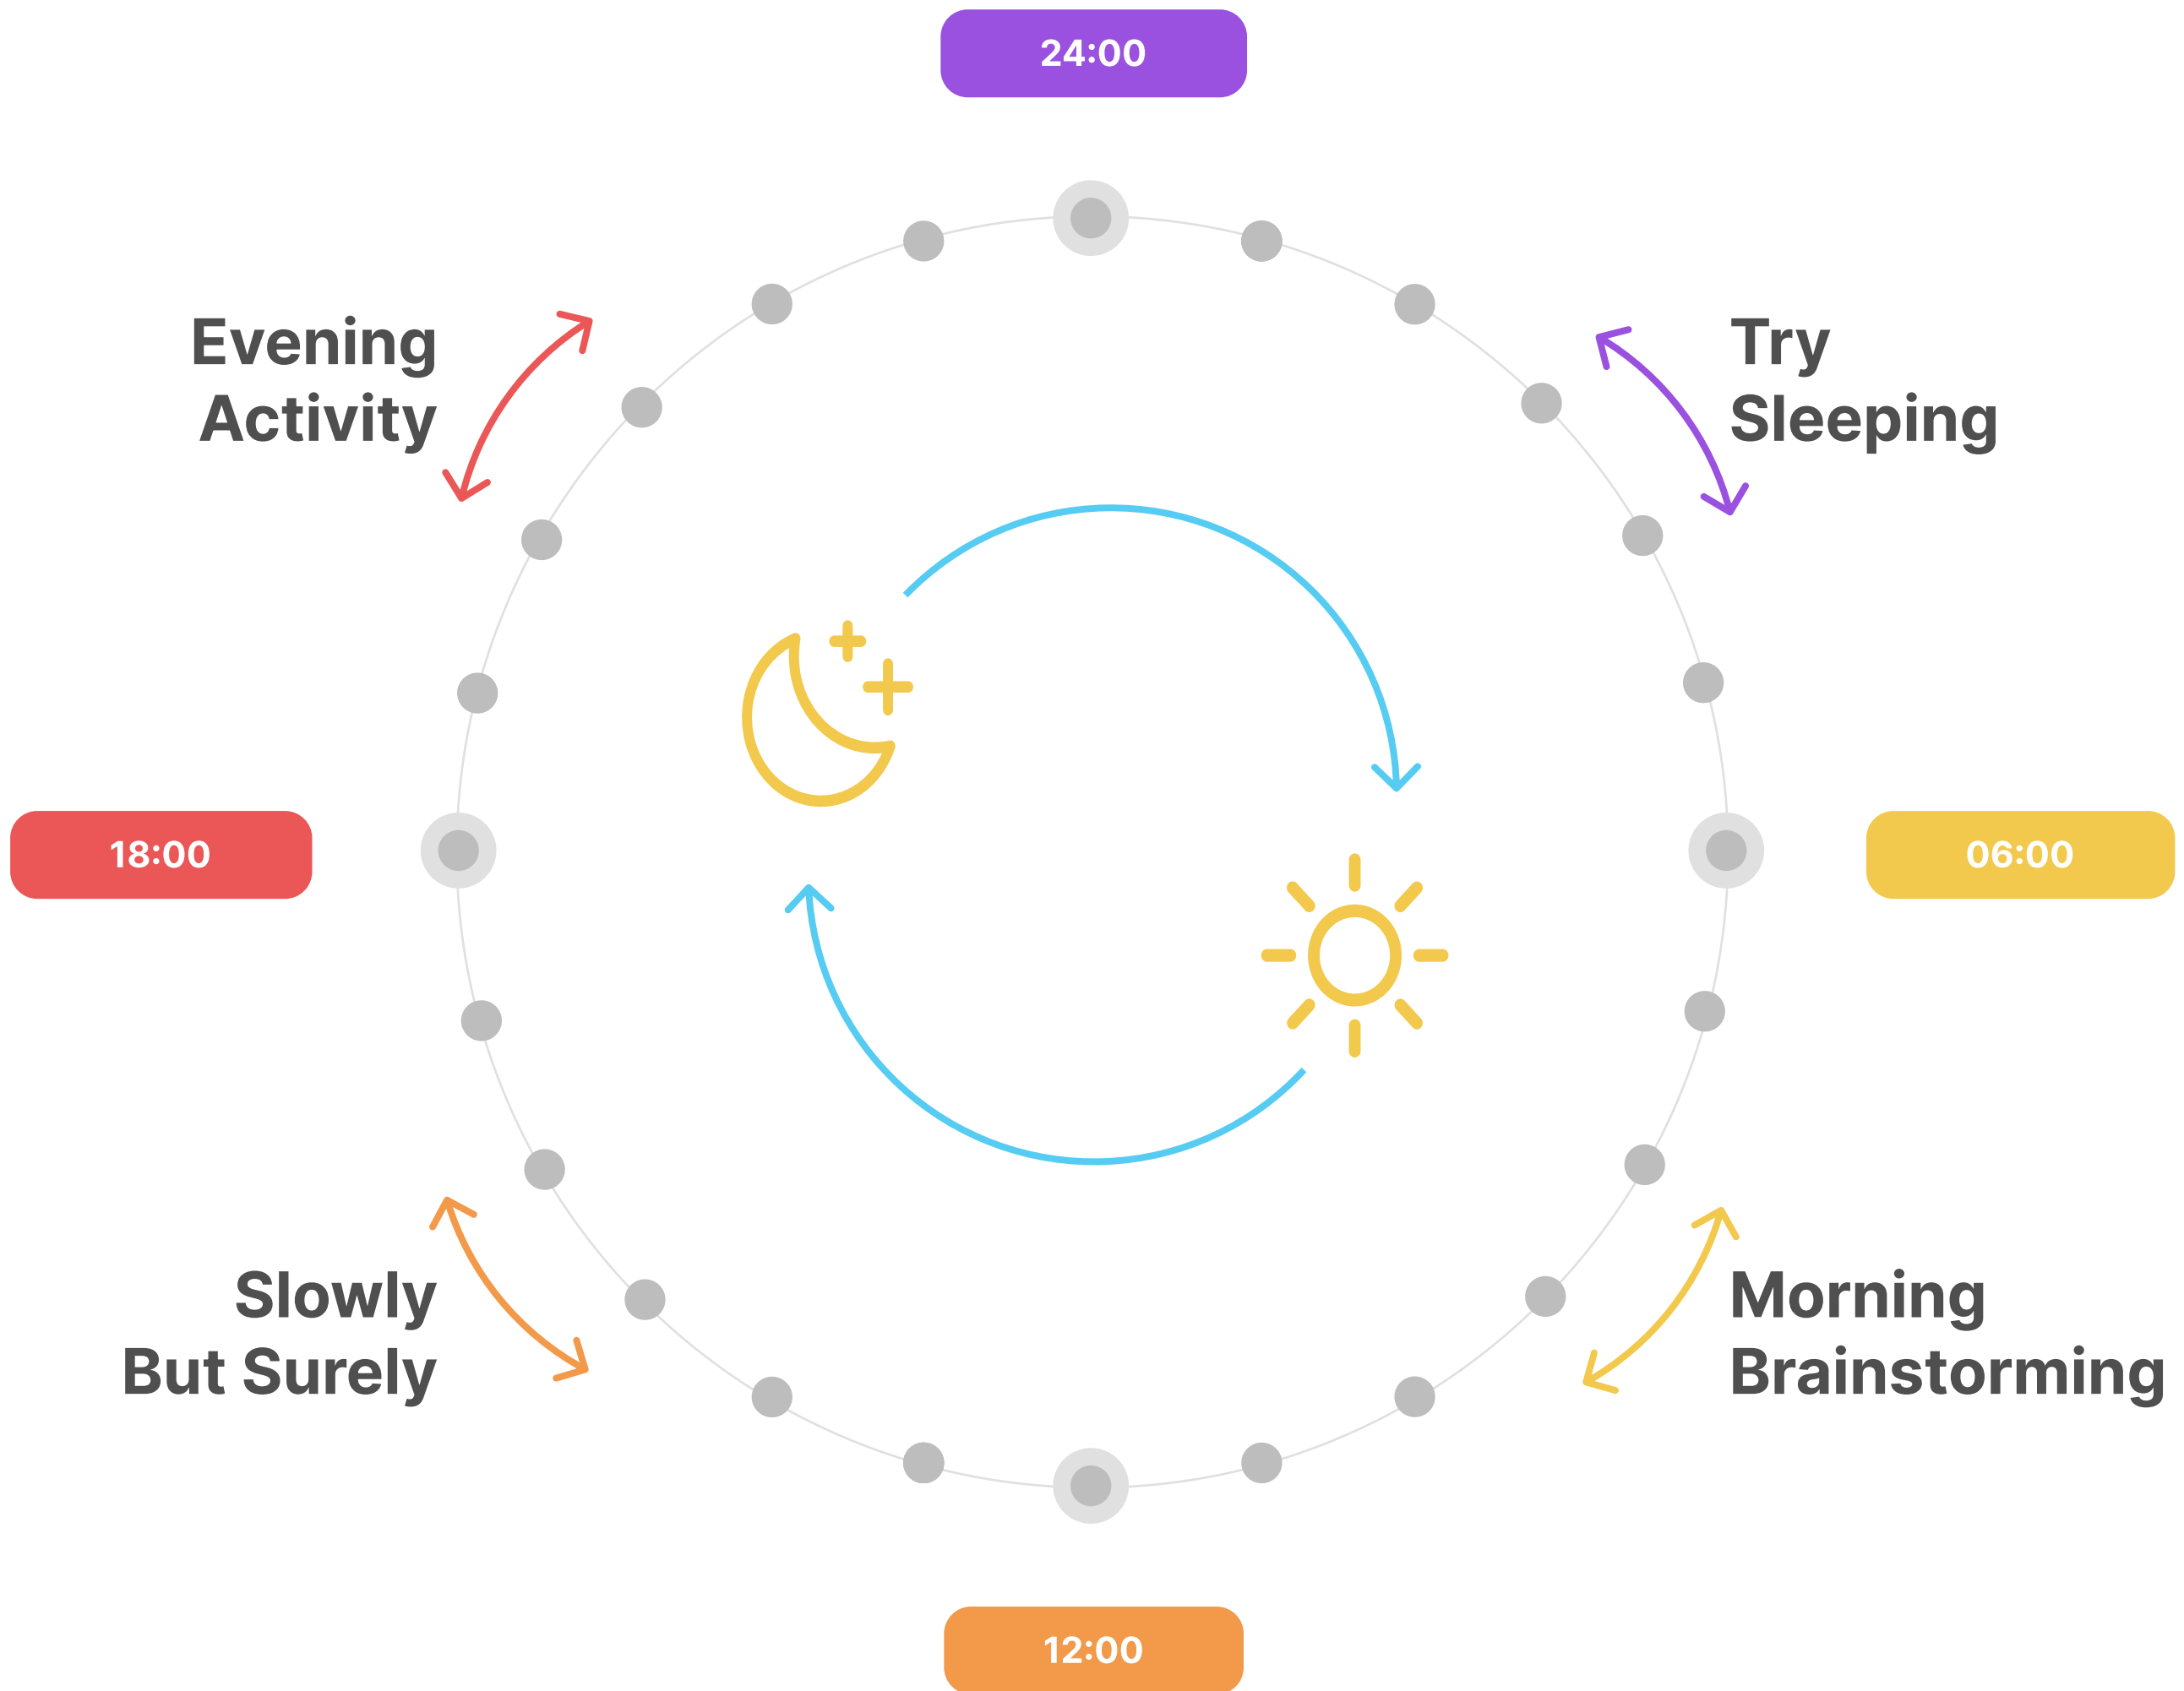 24:00
Evening
Activity
Try
Sleeping
18:00
06:00
Slowly
But Surely
Morning
Brainstorming
12:00